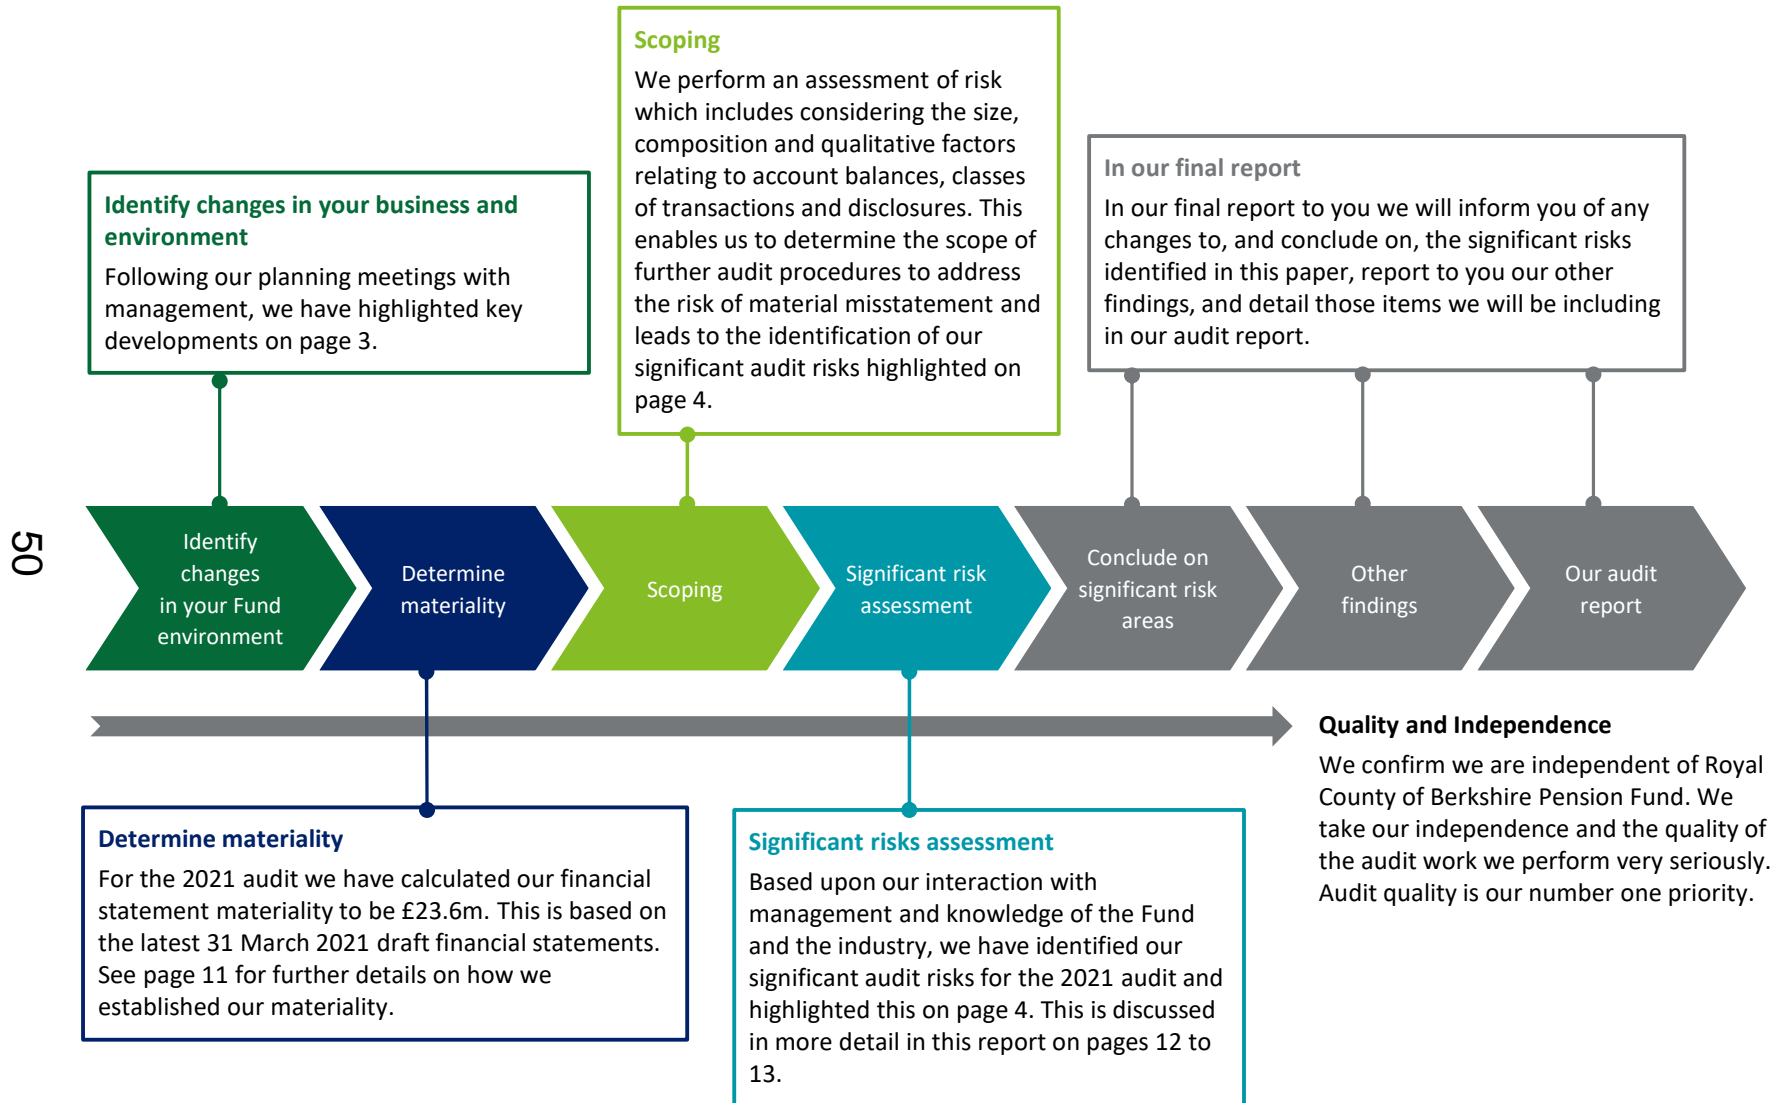 Scoping
We perform an assessment of risk
which includes considering the size,
composition and qualitative factors
relating to account balances, classes
of transactions and disclosures. This
enables us to determine the scope of
further audit procedures to address
the risk of material misstatement and
leads to the identification of our
significant audit risks highlighted on
page 4.
In our final report
In our final report to you we will inform you of any
changes to, and conclude on, the significant risks
identified in this paper, report to you our other
findings, and detail those items we will be including
in our audit report.
Identify changes in your business and
environment
Following our planning meetings with
management, we have highlighted key
developments on page 3.
50
Identify
changes
in your Fund
environment
Determine
materiality
Scoping
Significant risk
assessment
Conclude on
significant risk
areas
Other
findings
Our audit
report
Quality and Independence
We confirm we are independent of Royal
County of Berkshire Pension Fund. We
take our independence and the quality of
the audit work we perform very seriously.
Audit quality is our number one priority.
Determine materiality
For the 2021 audit we have calculated our financial
statement materiality to be £23.6m. This is based on
the latest 31 March 2021 draft financial statements.
See page 11 for further details on how we
established our materiality.
Significant risks assessment
Based upon our interaction with
management and knowledge of the Fund
and the industry, we have identified our
significant audit risks for the 2021 audit and
highlighted this on page 4. This is discussed
in more detail in this report on pages 12 to
13.